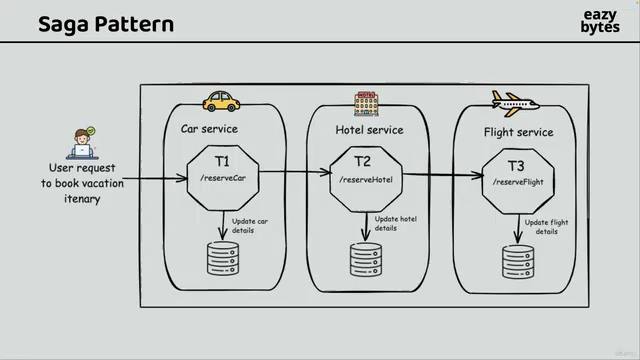 Saga Pattern
eazy
bytes
User request
to book vacation
itenary
Car service
T1
/reserveCar
Update car
details
HOTEL
Hotel service
T2
/reserveHotel
Update hotel
details
Flight service
T3
/reserveFlight
Update flight
details